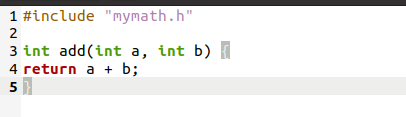 1 #include "mymath.h"
2
3 int add(int a, int b) {
4 return a + b;
5 }